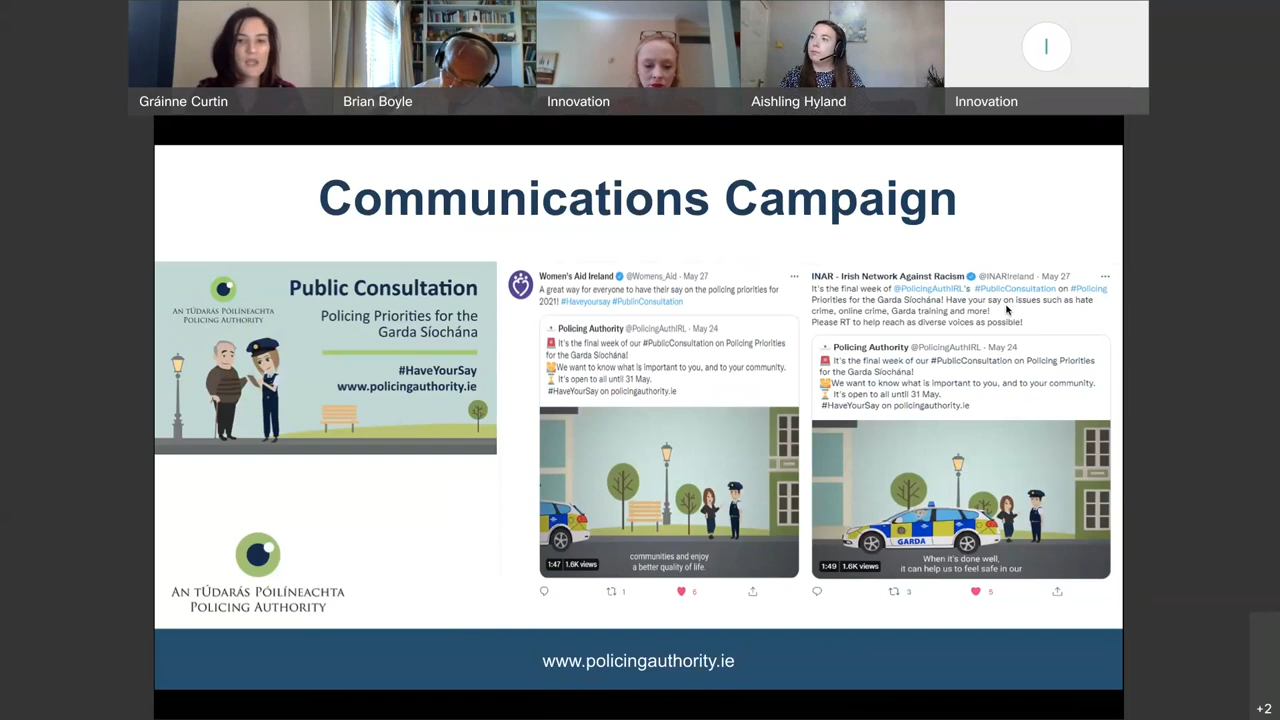 Gráinne Curtin
Brian Boyle
Innovation
Aishling Hyland
I
Innovation
Communications Campaign
AN tÚDARÁS PÓILÍNEACHTA
POLICING AUTHORITY
Public Consultation
Policing Priorities for the
Garda Síochána
#HaveYourSay
www.policingauthority.ie
AN tÚDARÁS PÓILÍNEACHTA
POLICING AUTHORITY
Women's Aid Ireland @Womens_Aid · May 27
A great way for everyone to have their say on the policing priorities for
2021! #Haveyoursay #PublinConsultation
Policing Authority @PolicingAuthIRL · May 24
It's the final week of our #PublicConsultation on Policing Priorities
for the Garda Síochána!
We want to know what is important to you, and to your community.
It's open to all until 31 May.
#HaveYourSay on policingauthority.ie
communities and enjoy
a better quality of life.
1:47 1.6K views
1 6
INAR - Irish Network Against Racism @INARIreland · May 27
It's the final week of @PolicingAuthIRL's #PublicConsultation on #Policing
Priorities for the Garda Síochána! Have your say on issues such as hate
crime, online crime, Garda training and more!
Please RT to help reach as diverse voices as possible!
Policing Authority @PolicingAuthIRL · May 24
It's the final week of our #PublicConsultation on Policing Priorities
for the Garda Síochána!
We want to know what is important to you, and to your community.
It's open to all until 31 May.
#HaveYourSay on policingauthority.ie
GARDA
When it's done well,
it can help us to feel safe in our
1:49 1.6K views
3 5
www.policingauthority.ie
+2